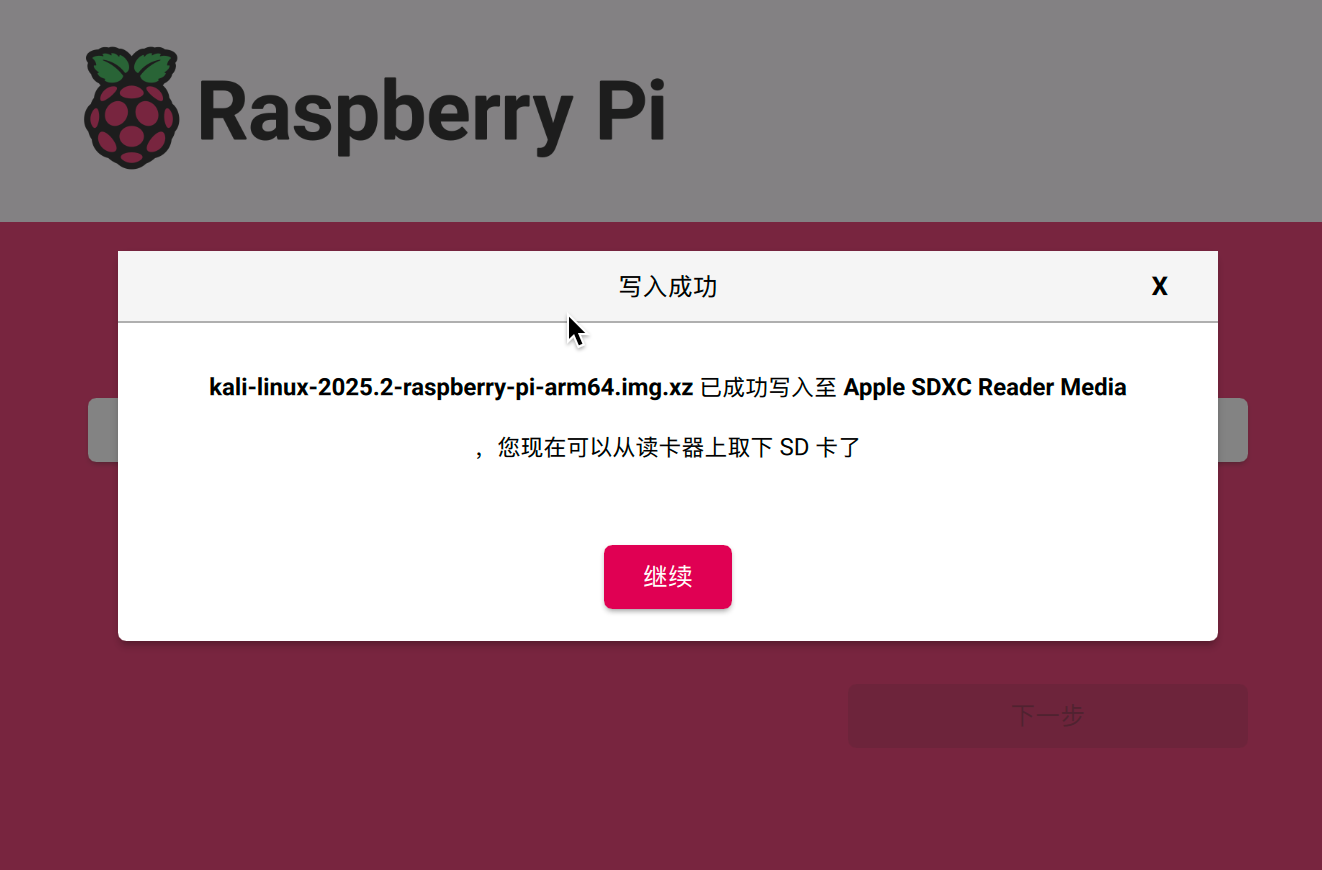 Raspberry Pi
写入成功
X
kali-linux-2025.2-raspberry-pi-arm64.img.xz 已成功写入至 Apple SDXC Reader Media
，您现在可以从读卡器上取下 SD 卡了
继续
下一步